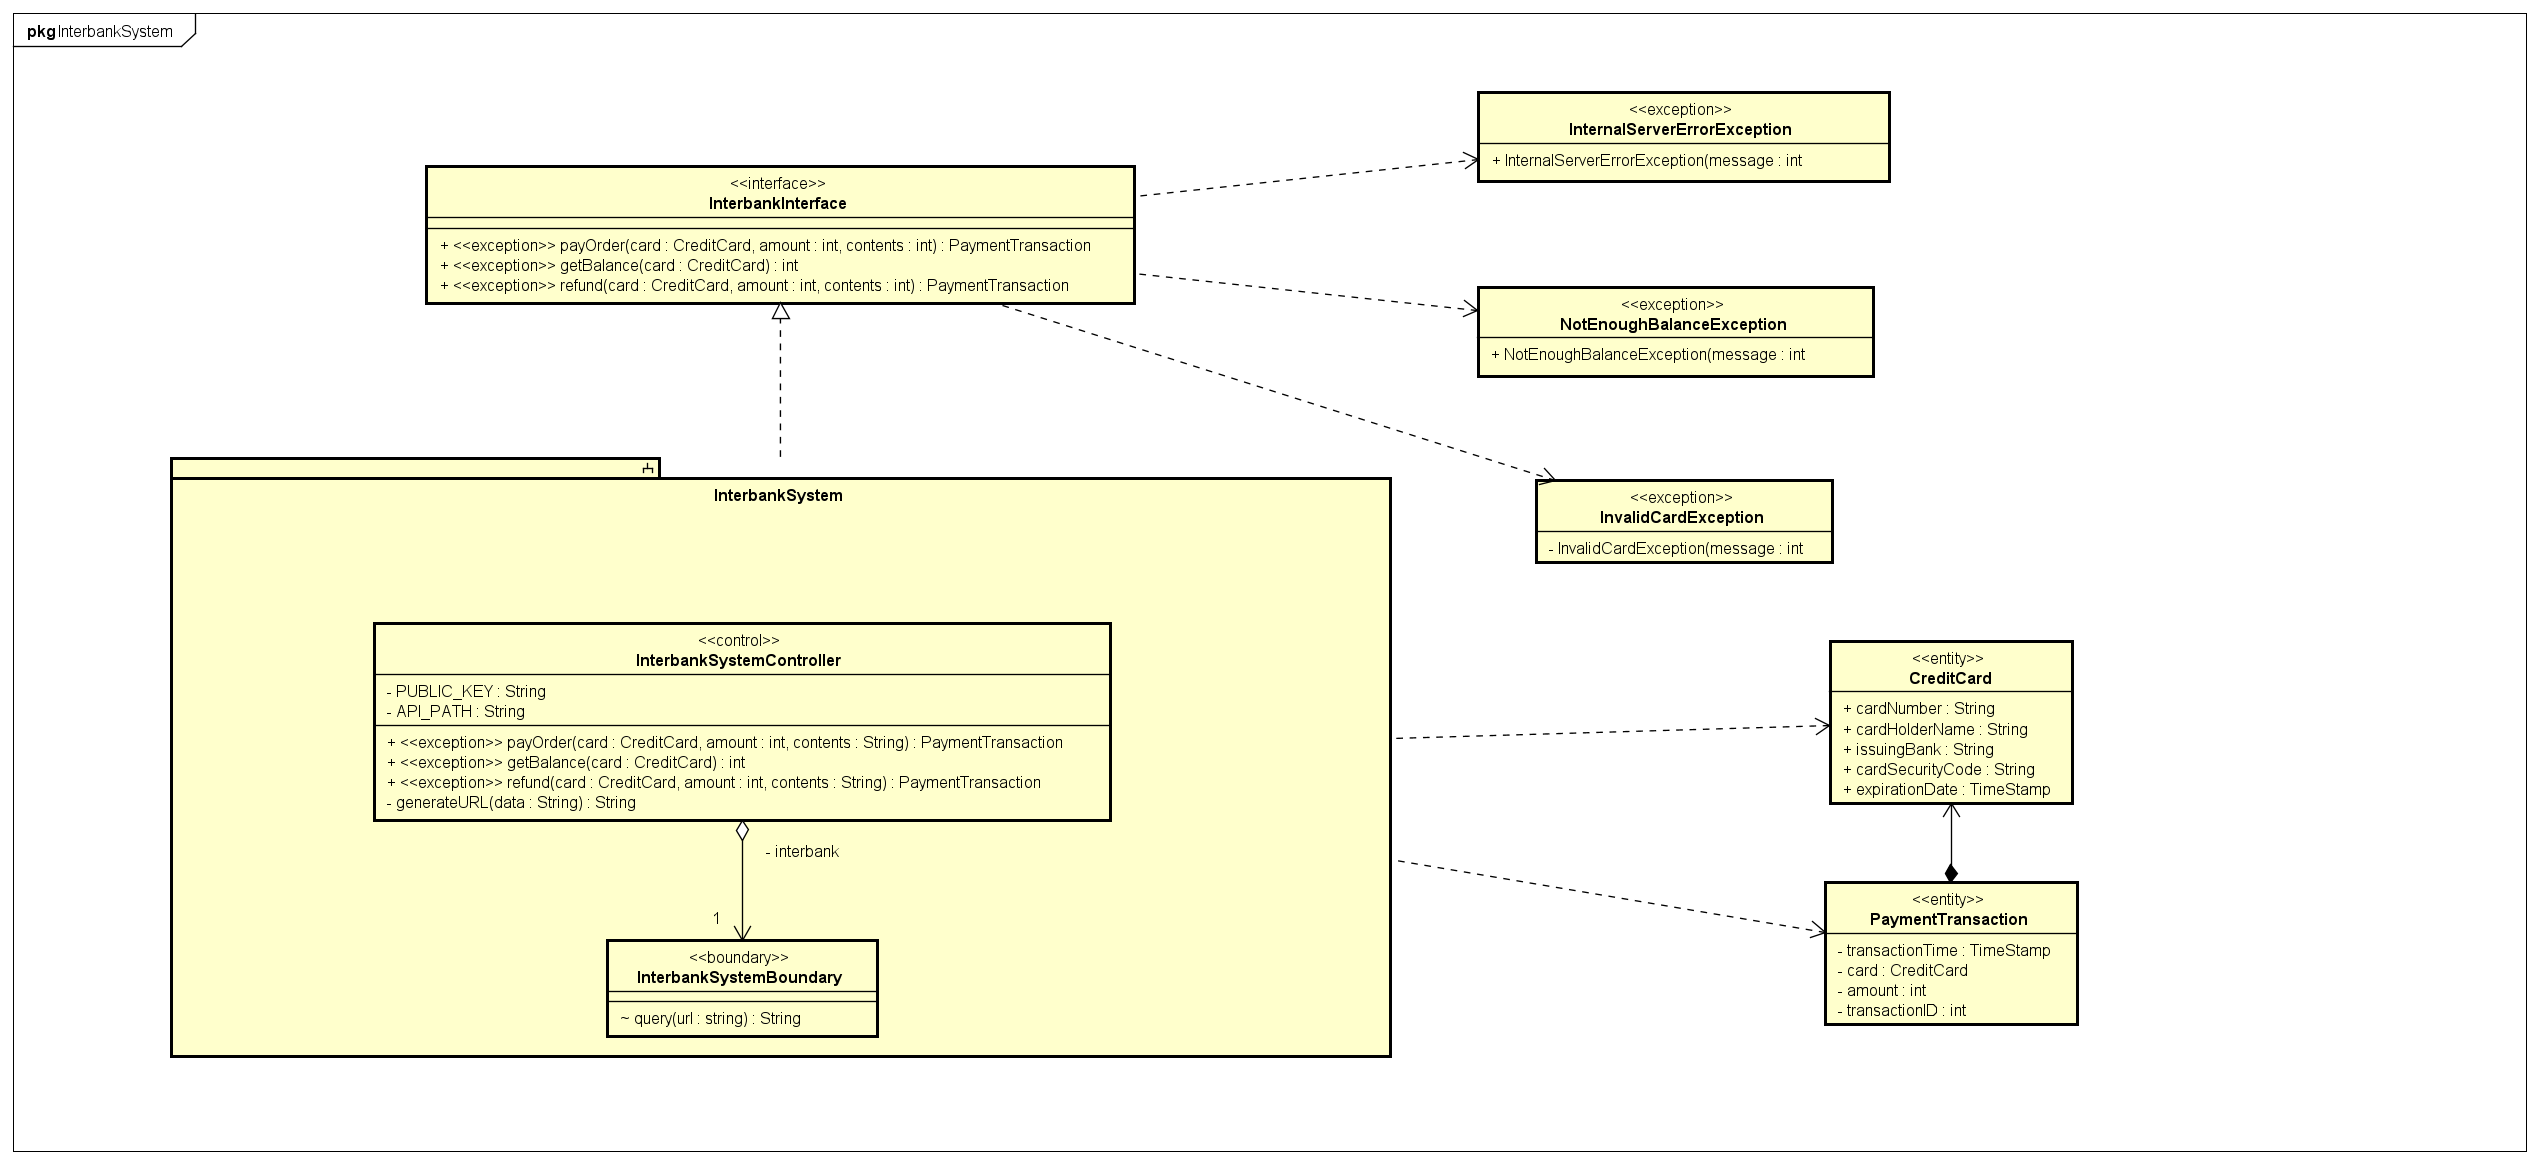 pkg InterbankSystem
<<interface>>
InterbankInterface
+ <<exception>> payOrder(card : CreditCard, amount : int, contents : int) : PaymentTransaction
+ <<exception>> getBalance(card : CreditCard) : int
+ <<exception>> refund(card : CreditCard, amount : int, contents : int) : PaymentTransaction
<<exception>>
InternalServerErrorException
+ InternalServerErrorException(message : int
<<exception>>
NotEnoughBalanceException
+ NotEnoughBalanceException(message : int
<<exception>>
InvalidCardException
- InvalidCardException(message : int
InterbankSystem
<<control>>
InterbankSystemController
- PUBLIC_KEY : String
- API_PATH : String
+ <<exception>> payOrder(card : CreditCard, amount : int, contents : String) : PaymentTransaction
+ <<exception>> getBalance(card : CreditCard) : int
+ <<exception>> refund(card : CreditCard, amount : int, contents : String) : PaymentTransaction
- generateURL(data : String) : String
- interbank
1
<<boundary>>
InterbankSystemBoundary
~ query(url : string) : String
<<entity>>
CreditCard
+ cardNumber : String
+ cardHolderName : String
+ issuingBank : String
+ cardSecurityCode : String
+ expirationDate : TimeStamp
<<entity>>
PaymentTransaction
- transactionTime : TimeStamp
- card : CreditCard
- amount : int
- transactionID : int